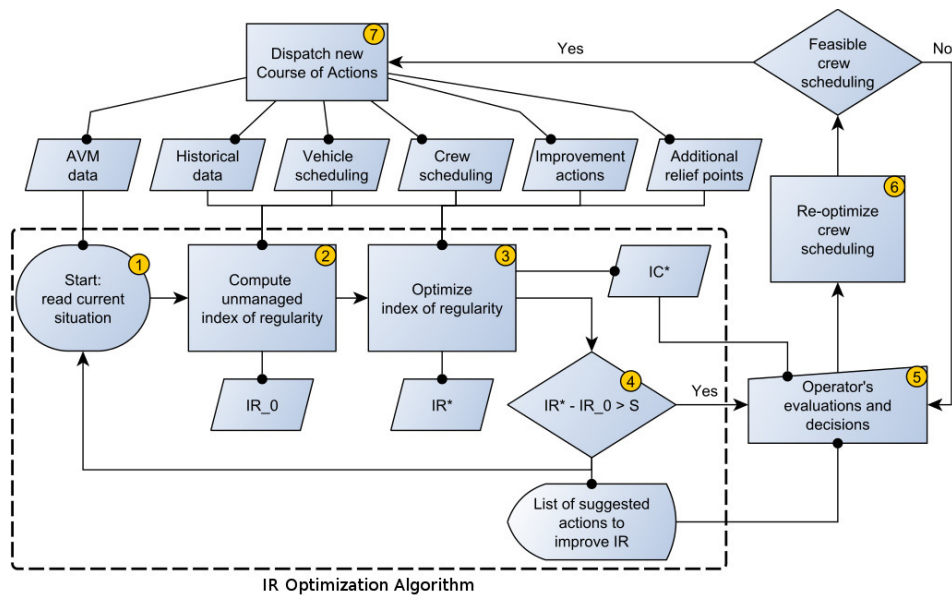 7
Dispatch new
Course of Actions
Yes
Feasible
crew
scheduling
No
AVM
data
Historical
data
Vehicle
scheduling
Crew
scheduling
Improvement
actions
Additional
relief points
6
Re-optimize
crew
scheduling
1
Start:
read current
situation
2
Compute
unmanaged
index of regularity
3
Optimize
index of regularity
IC*
IR_0
IR*
4
IR* - IR_0 > S
Yes
5
Operator's
evaluations and
decisions
List of suggested
actions to
improve IR
IR Optimization Algorithm